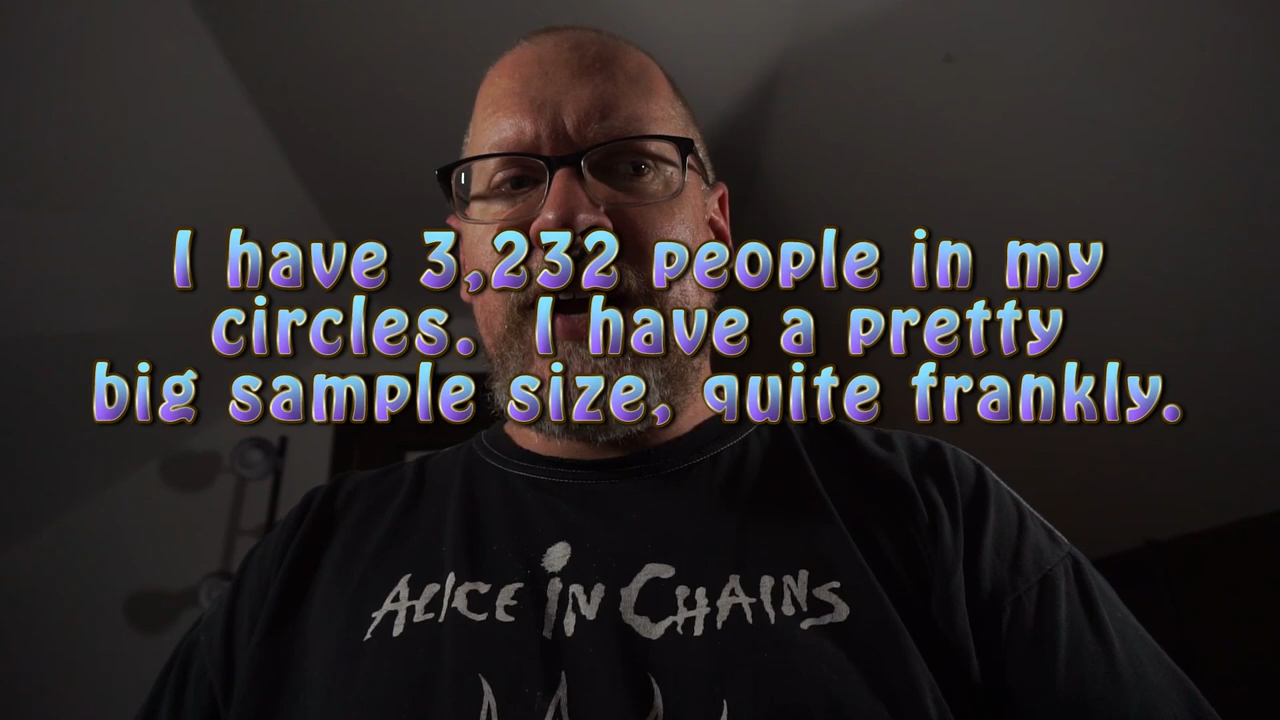 I have 3,232 people in my
circles.  I have a pretty
big sample size, quite frankly.
ALICE iN CHAINS